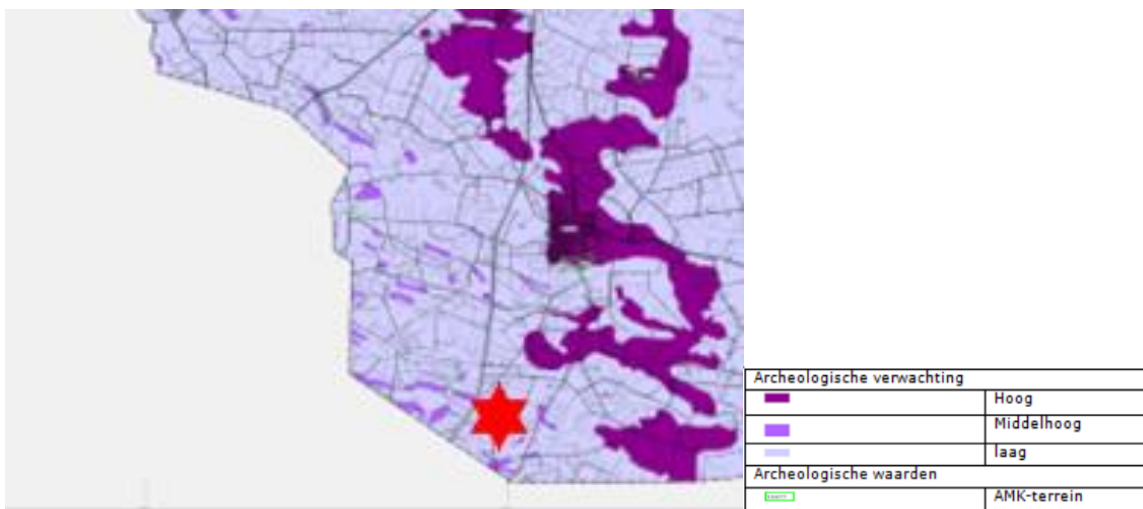 Archeologische verwachting
Hoog
Middelhoog
laag
Archeologische waarden
AMK-terrein